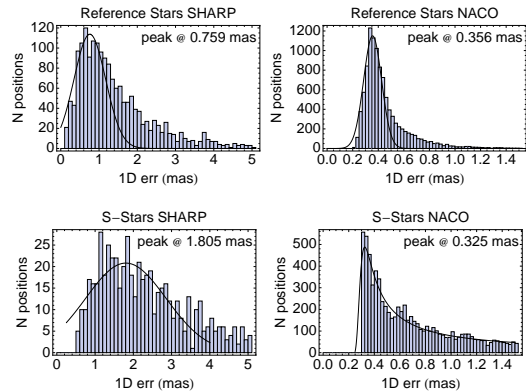 Reference Stars SHARP
peak @ 0.759 mas
N positions
120
100
80
60
40
20
0
0 1 2 3 4 5
1D err (mas)
Reference Stars NACO
peak @ 0.356 mas
N positions
1200
1000
800
600
400
200
0
0.0 0.2 0.4 0.6 0.8 1.0 1.2 1.4
1D err (mas)
S-Stars SHARP
peak @ 1.805 mas
N positions
25
20
15
10
5
0
0 1 2 3 4 5
1D err (mas)
S-Stars NACO
peak @ 0.325 mas
N positions
500
400
300
200
100
0
0.0 0.2 0.4 0.6 0.8 1.0 1.2 1.4
1D err (mas)